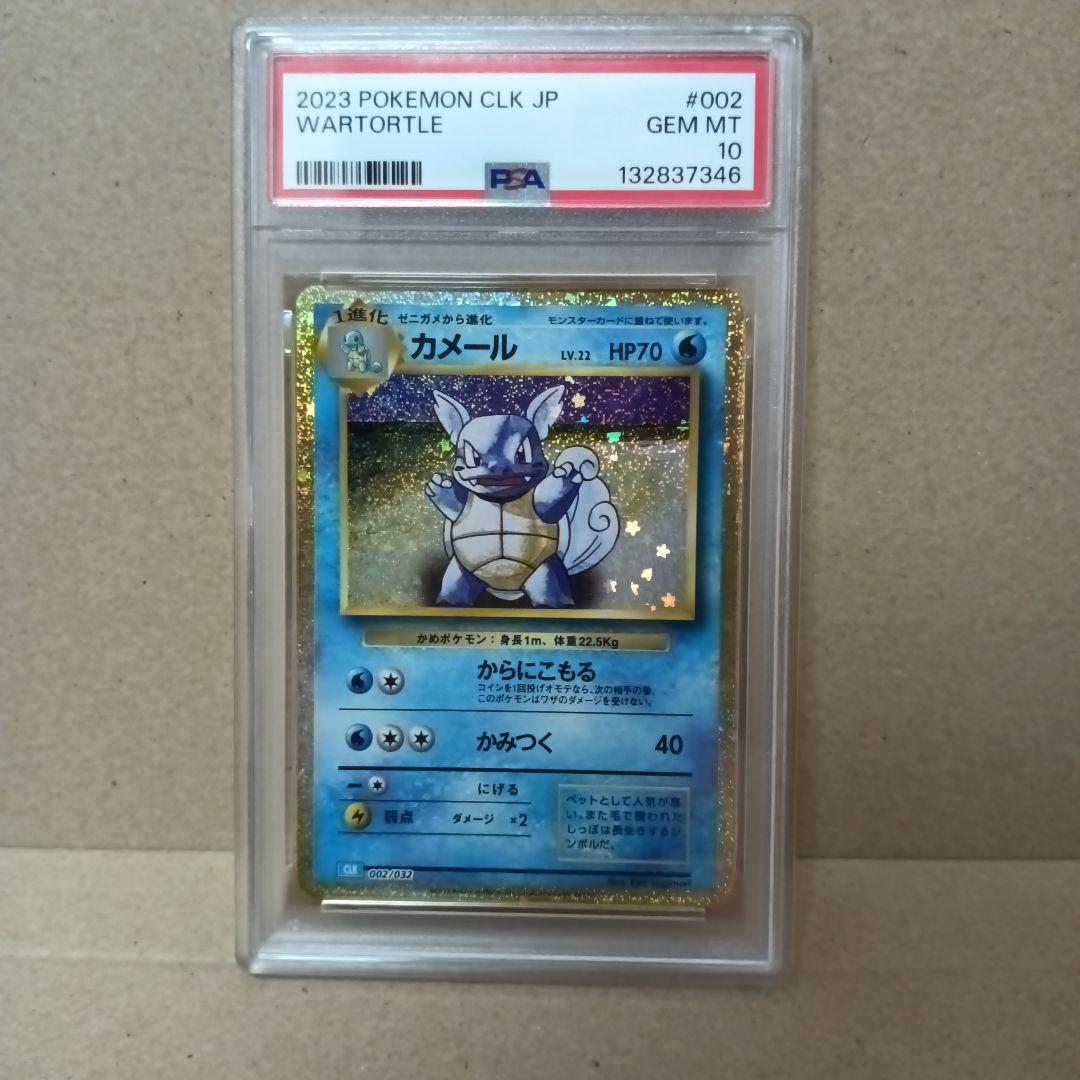 2023 POKEMON CLK JP #002
WARTORTLE GEM MT
10
PSA 132837346
1進化 ゼニガメから進化 モンスターカードに重ねて使います。
カメール LV.22 HP70
かめポケモン:身長1m、体重22.5Kg
からにこもる
コインを1回投げオモテなら、次の相手の番、
このポケモンはワザのダメージを受けない。
かみつく 40
にげる
弱点 ダメージ ×2
ペットとして人気が高
い。また毛で覆われた
しっぽは長生きするシ
ンボルだ。
CLK 002/032